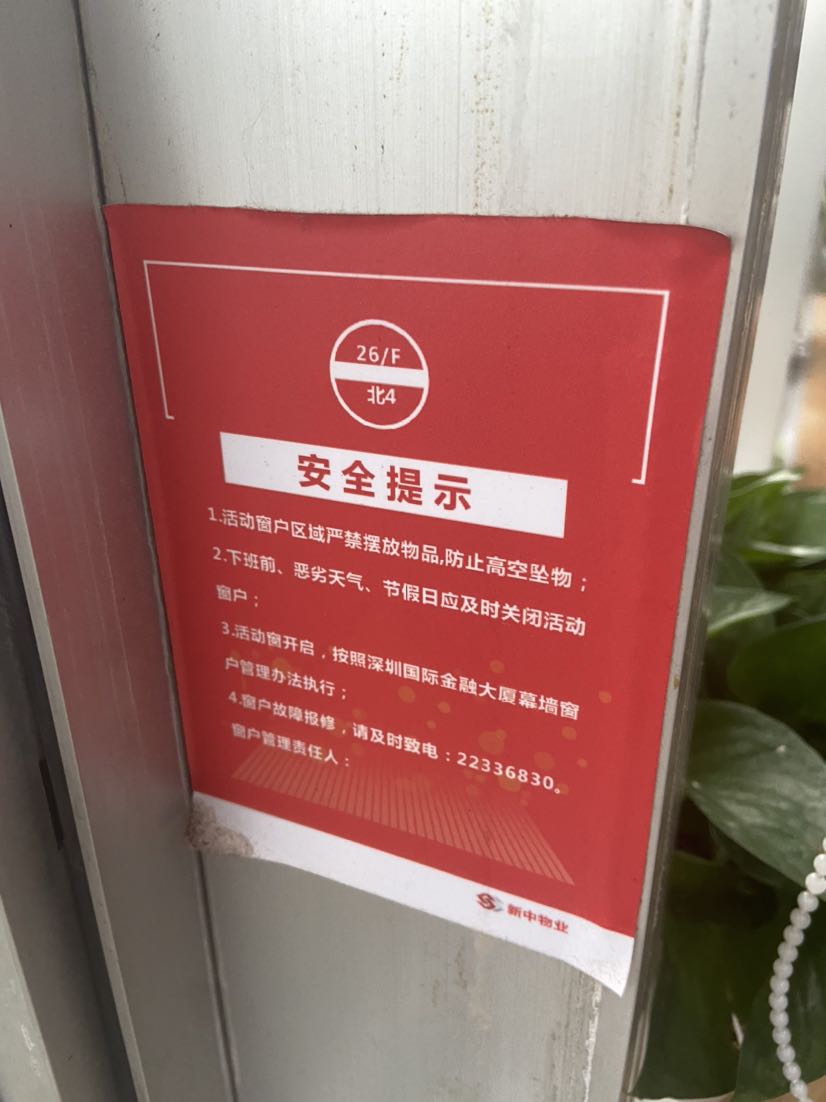 26/F
北4
安全提示
1.活动窗户区域严禁摆放物品,防止高空坠物；
2.下班前、恶劣天气、节假日应及时关闭活动
窗户；
3.活动窗开启，按照深圳国际金融大厦幕墙窗
户管理办法执行；
4.窗户故障报修，请及时致电：22336830。
窗户管理责任人：
新中物业